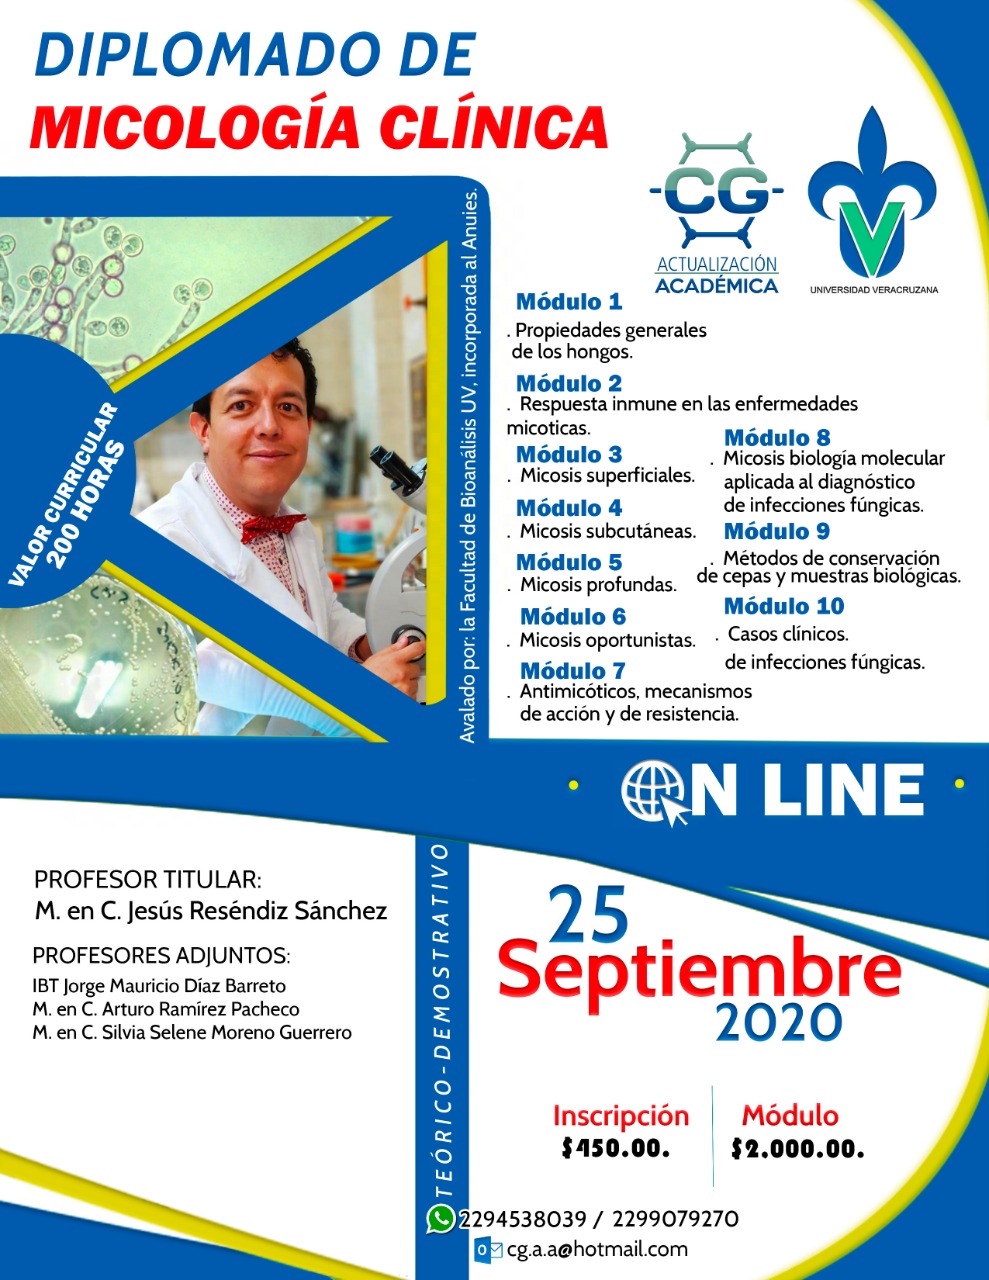 DIPLOMADO DE
MICOLOGÍA CLÍNICA
CG
ACTUALIZACIÓN
ACADÉMICA
V
UNIVERSIDAD VERACRUZANA
VALOR CURRICULAR
200 HORAS
Avalado por: la Facultad de Bioanálisis UV, incorporada al Anuies.
Módulo 1
. Propiedades generales
de los hongos.
Módulo 2
. Respuesta inmune en las enfermedades
micoticas.
Módulo 3
. Micosis superficiales.
Módulo 4
. Micosis subcutáneas.
Módulo 5
. Micosis profundas.
Módulo 6
. Micosis oportunistas.
Módulo 7
. Antimicóticos, mecanismos
de acción y de resistencia.
Módulo 8
. Micosis biología molecular
aplicada al diagnóstico
de infecciones fúngicas.
Módulo 9
. Métodos de conservación
de cepas y muestras biológicas.
Módulo 10
. Casos clínicos.
de infecciones fúngicas.
ON LINE
PROFESOR TITULAR:
M. en C. Jesús Reséndiz Sánchez
PROFESORES ADJUNTOS:
IBT Jorge Mauricio Díaz Barreto
M. en C. Arturo Ramírez Pacheco
M. en C. Silvia Selene Moreno Guerrero
TEÓRICO-DEMOSTRATIVO
25
Septiembre
2020
Inscripción
$450.00.
Módulo
$2.000.00.
2294538039 / 2299079270
cg.a.a@hotmail.com